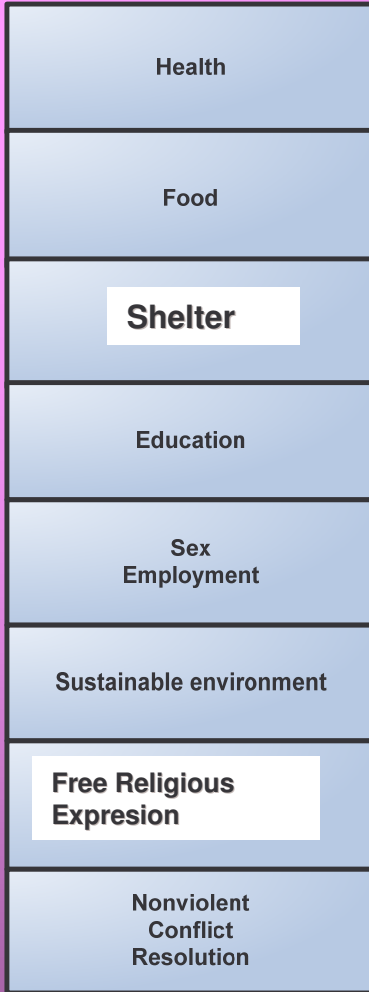 Health
Food
Shelter
Education
Sex
Employment
Sustainable environment
Free Religious
Expresion
Nonviolent
Conflict
Resolution